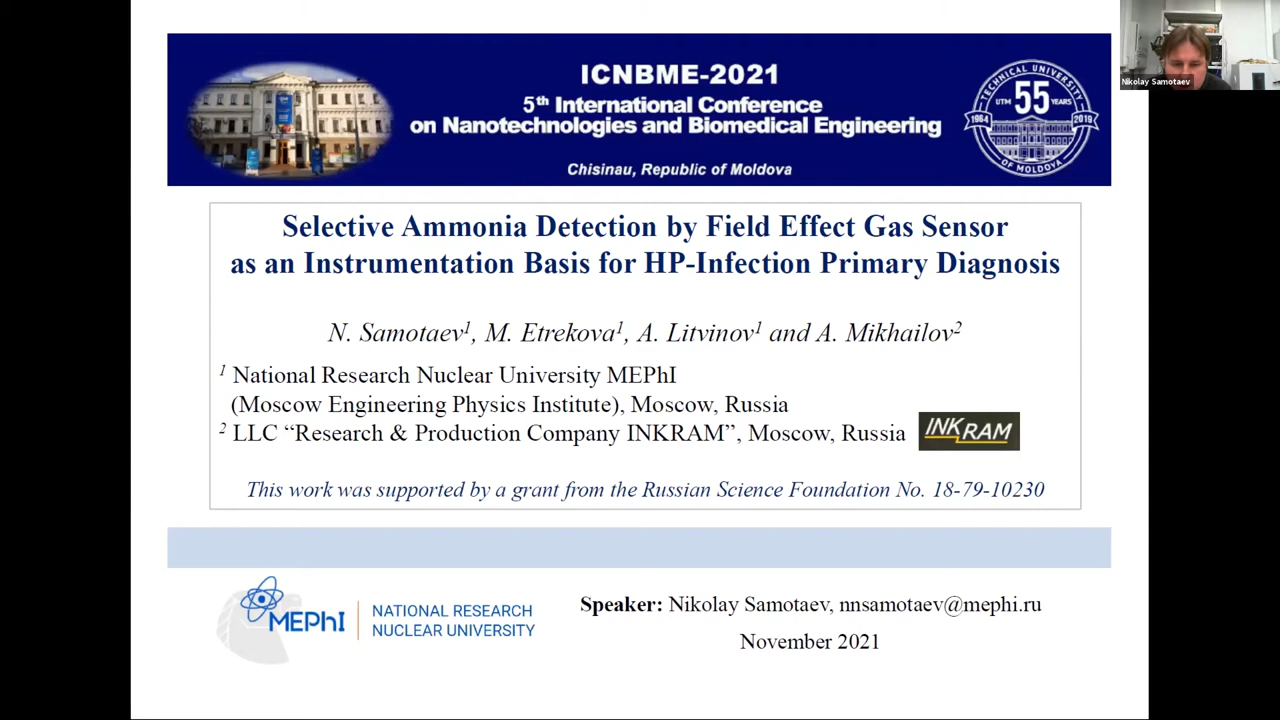 ICNBME-2021
5th International Conference
on Nanotechnologies and Biomedical Engineering
Chisinau, Republic of Moldova
TECHNICAL UNIVERSITY
UTM 55 YEARS
1964 2019
OF MOLDOVA
Nikolay Samotaev
Selective Ammonia Detection by Field Effect Gas Sensor
as an Instrumentation Basis for HP-Infection Primary Diagnosis
N. Samotaev1, M. Etrekova1, A. Litvinov1 and A. Mikhailov2
1 National Research Nuclear University MEPhI
(Moscow Engineering Physics Institute), Moscow, Russia
2 LLC “Research & Production Company INKRAM”, Moscow, Russia
INKRAM
This work was supported by a grant from the Russian Science Foundation No. 18-79-10230
MEPhI
NATIONAL RESEARCH
NUCLEAR UNIVERSITY
Speaker: Nikolay Samotaev, nnsamotaev@mephi.ru
November 2021